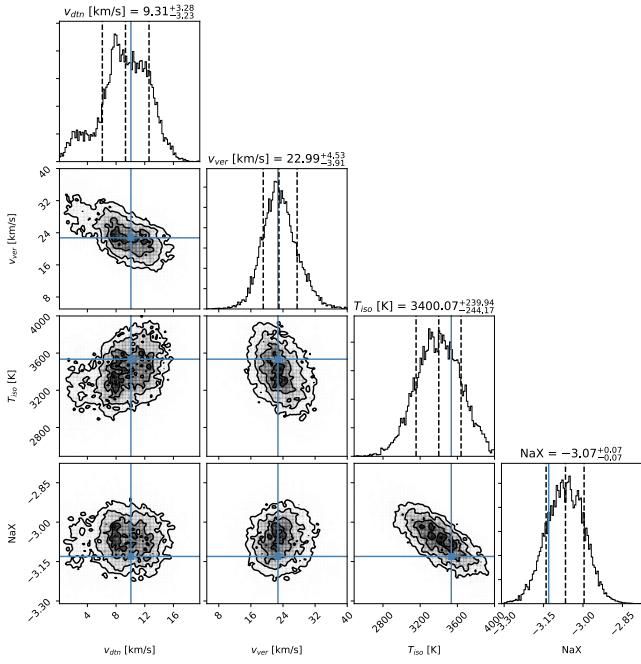 v_dtn [km/s] = 9.31^{+3.28}_{−3.23}
40
v_ver [km/s] = 22.99^{+4.53}_{−3.91}
32
24
16
8
v_ver [km/s]
4000
T_iso [K] = 3400.07^{+239.94}_{−244.17}
3600
3200
2800
T_iso [K]
NaX = −3.07^{+0.07}_{−0.07}
−2.85
−3.00
−3.15
−3.30
NaX
4 8 12 16
8 16 24 32 40
2800 3200 3600 4000
−3.30 −3.15 −3.00 −2.85
v_dtn [km/s] v_ver [km/s] T_iso [K] NaX